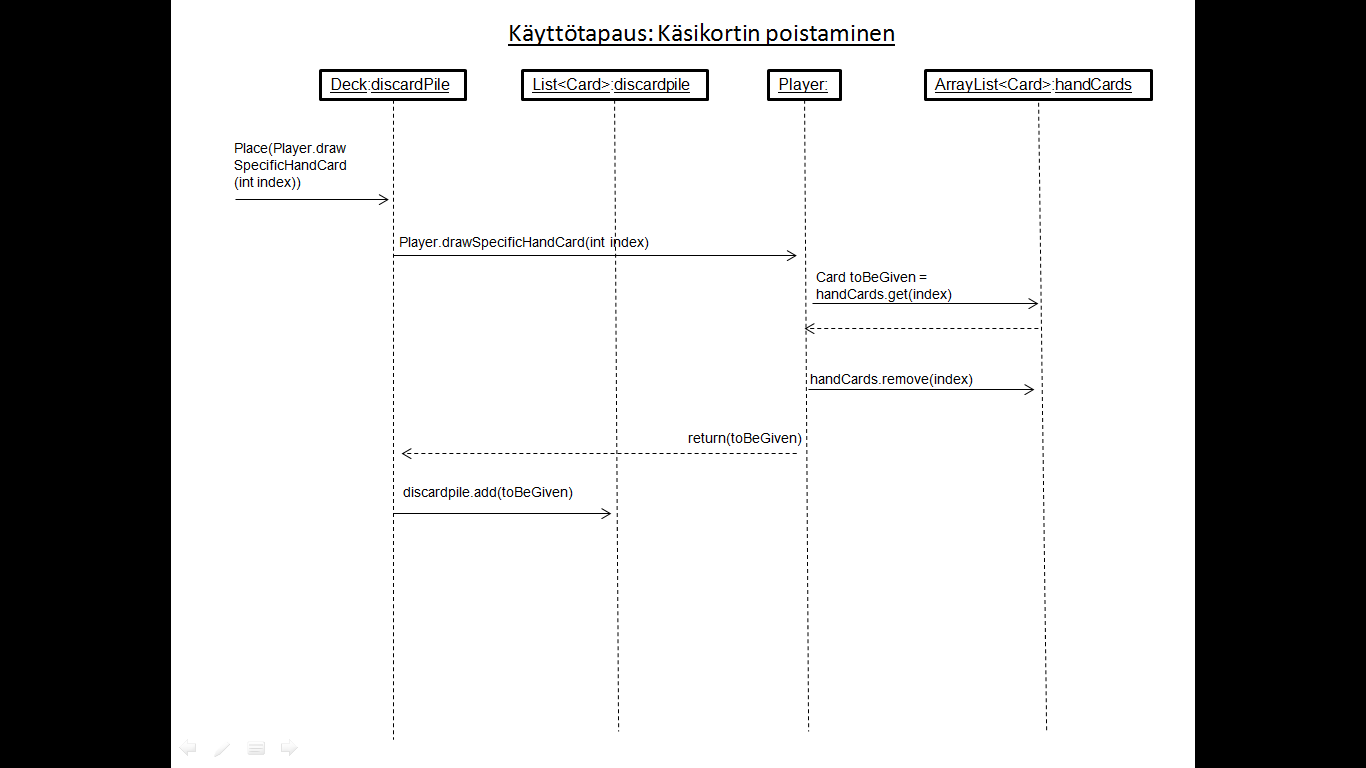 Käyttötapaus: Käsikortin poistaminen
Deck:discardPile
List<Card>:discardpile
Player:
ArrayList<Card>:handCards
Place(Player.draw
SpecificHandCard
(int index))
Player.drawSpecificHandCard(int index)
Card toBeGiven =
handCards.get(index)
handCards.remove(index)
return(toBeGiven)
discardpile.add(toBeGiven)